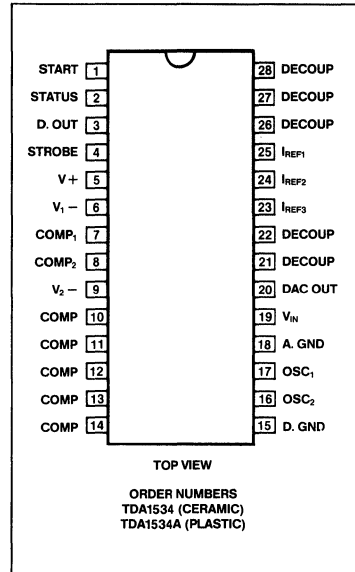 START 1 28 DECOUP
STATUS 2 27 DECOUP
D. OUT 3 26 DECOUP
STROBE 4 25 IREF1
V+ 5 24 IREF2
V1 − 6 23 IREF3
COMP1 7 22 DECOUP
COMP2 8 21 DECOUP
V2 − 9 20 DAC OUT
COMP 10 19 VIN
COMP 11 18 A. GND
COMP 12 17 OSC1
COMP 13 16 OSC2
COMP 14 15 D. GND
TOP VIEW
ORDER NUMBERS
TDA1534 (CERAMIC)
TDA1534A (PLASTIC)